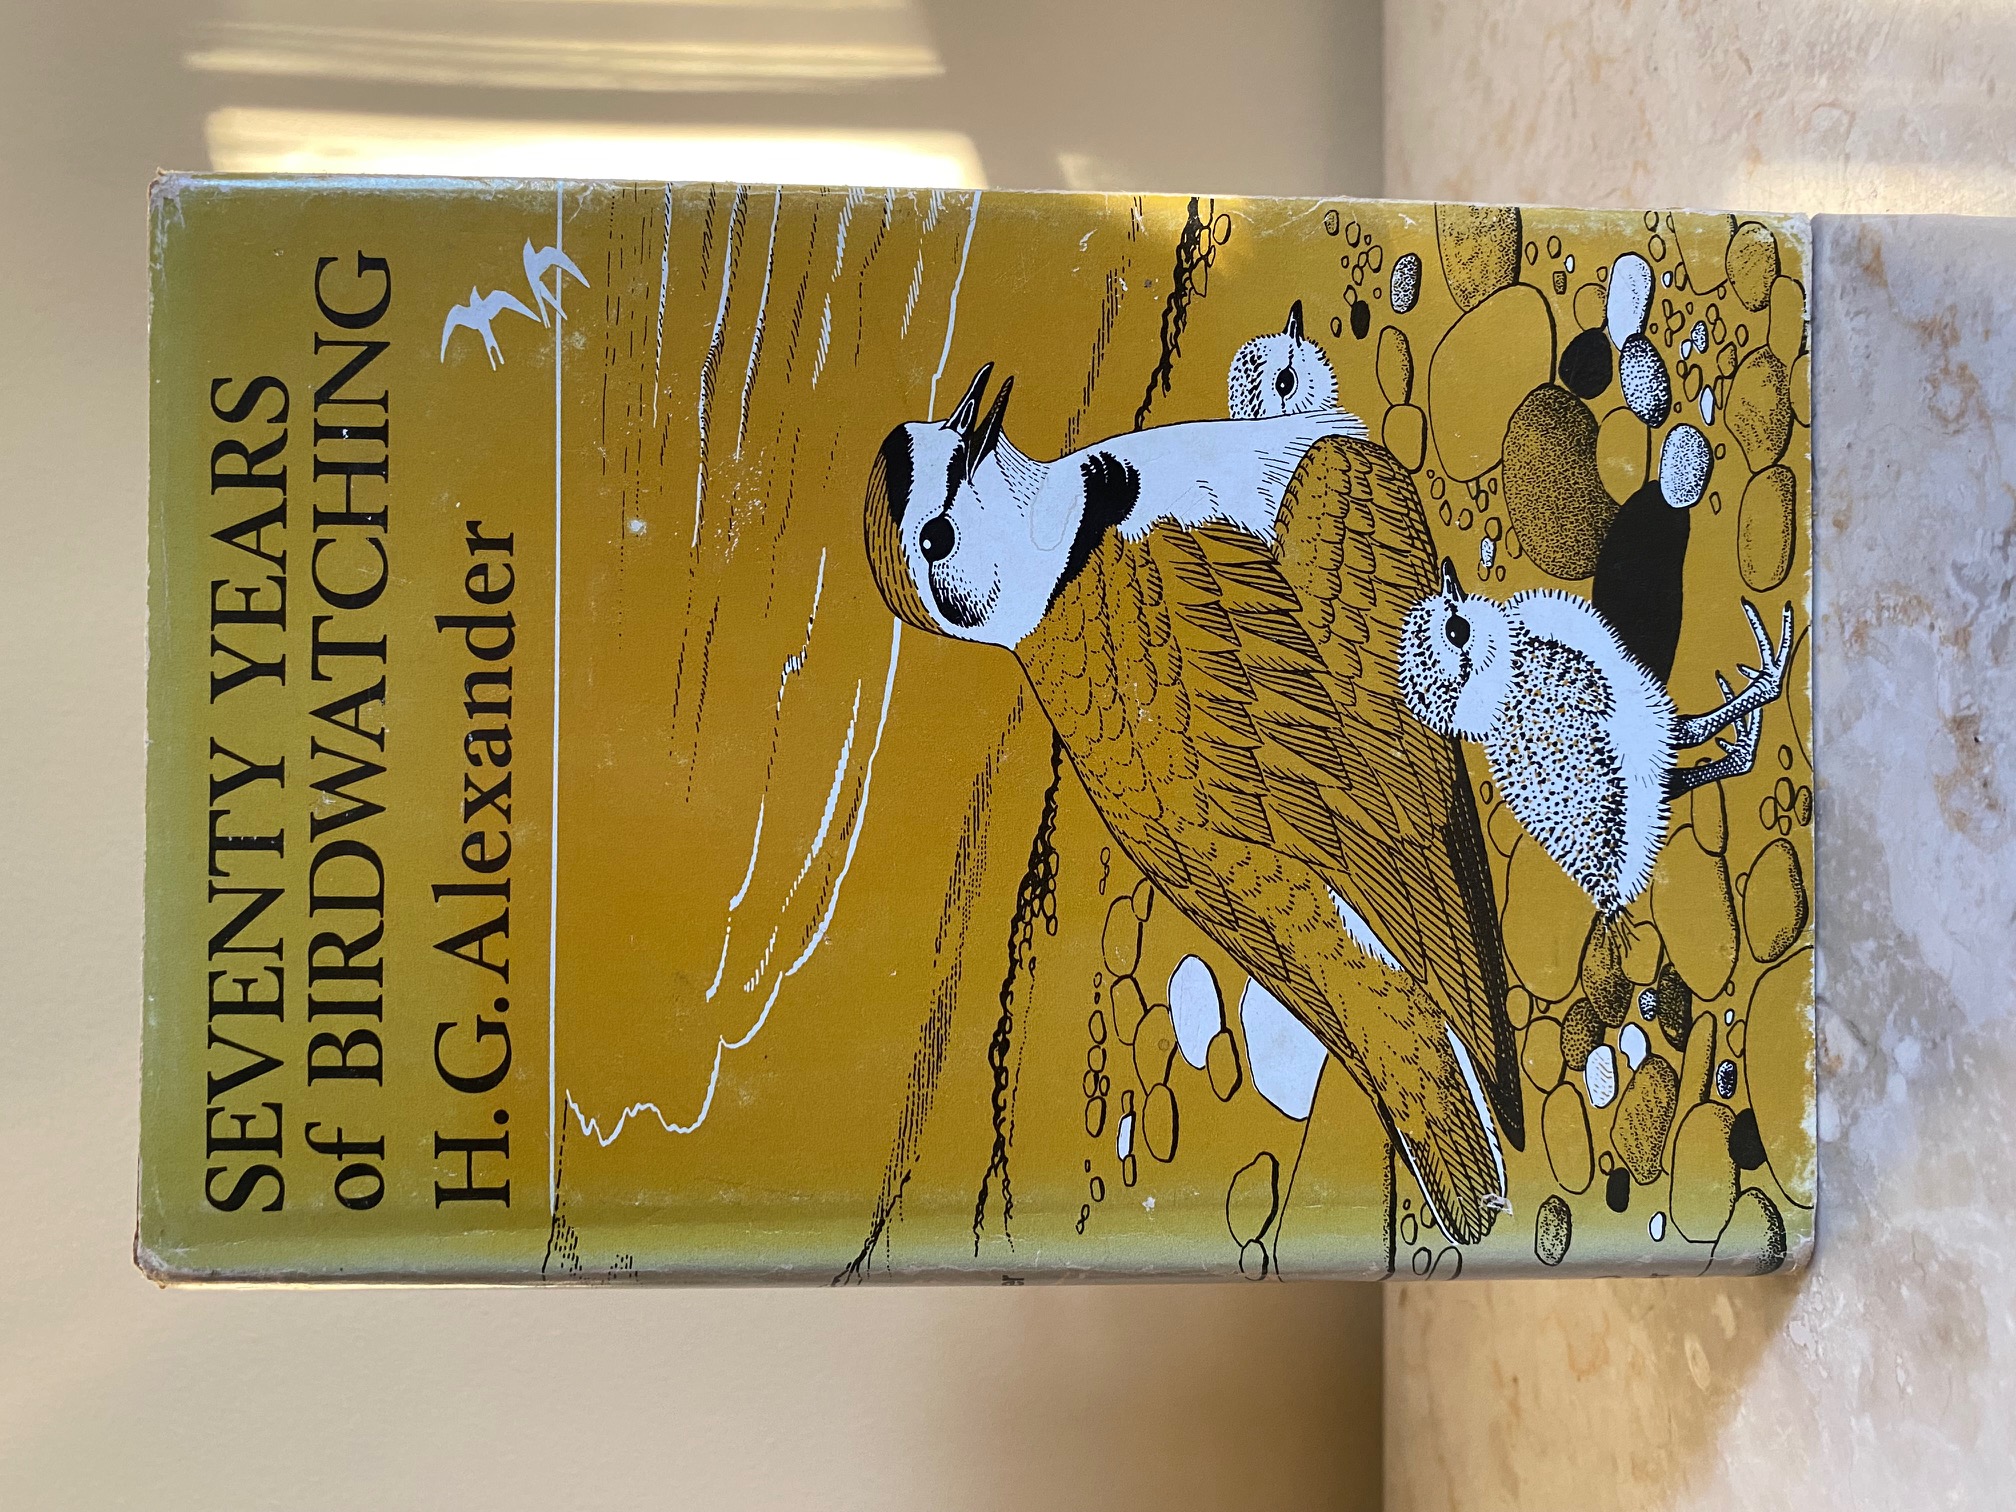 SEVENTY YEARS
of BIRDWATCHING
H. G. Alexander